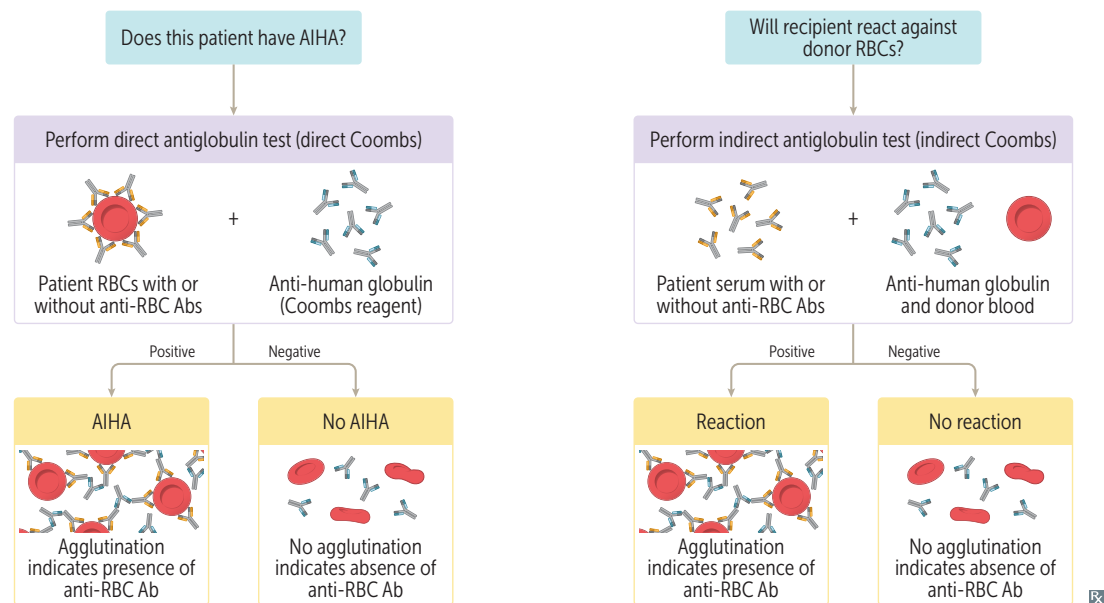 Does this patient have AIHA?
Perform direct antiglobulin test (direct Coombs)
+
Patient RBCs with or
without anti-RBC Abs
Anti-human globulin
(Coombs reagent)
Positive
Negative
AIHA
Agglutination
indicates presence of
anti-RBC Ab
No AIHA
No agglutination
indicates absence of
anti-RBC Ab
Will recipient react against
donor RBCs?
Perform indirect antiglobulin test (indirect Coombs)
+
Patient serum with or
without anti-RBC Abs
Anti-human globulin
and donor blood
Positive
Negative
Reaction
Agglutination
indicates presence of
anti-RBC Ab
No reaction
No agglutination
indicates absence of
anti-RBC Ab
Rx